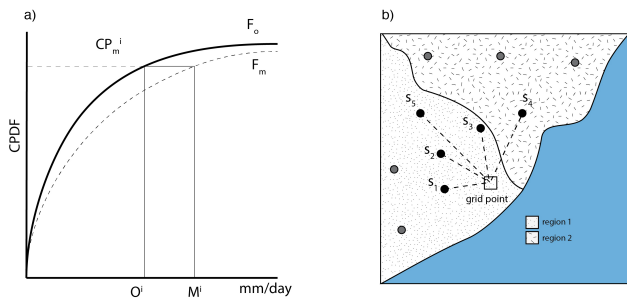 a)
F_o
CP_m^i
F_m
CPDF
O^i
M^i
mm/day
b)
S_5
S_4
S_3
S_2
S_1
grid point
region 1
region 2